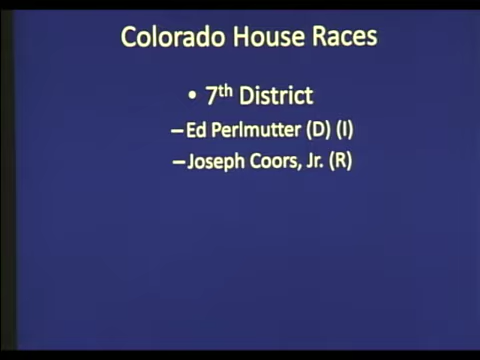 Colorado House Races
• 7th District
–Ed Perlmutter (D) (I)
–Joseph Coors, Jr. (R)